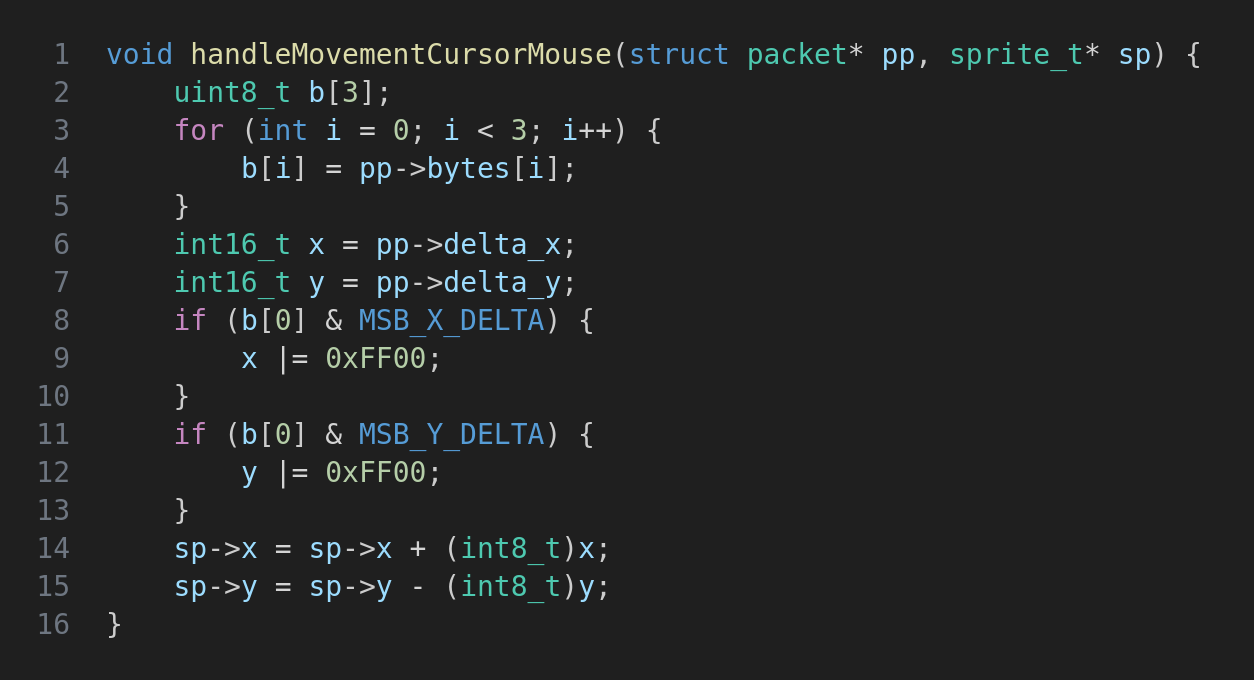 1 void handleMovementCursorMouse(struct packet* pp, sprite_t* sp) {
2     uint8_t b[3];
3     for (int i = 0; i < 3; i++) {
4         b[i] = pp->bytes[i];
5     }
6     int16_t x = pp->delta_x;
7     int16_t y = pp->delta_y;
8     if (b[0] & MSB_X_DELTA) {
9         x |= 0xFF00;
10     }
11     if (b[0] & MSB_Y_DELTA) {
12         y |= 0xFF00;
13     }
14     sp->x = sp->x + (int8_t)x;
15     sp->y = sp->y - (int8_t)y;
16 }